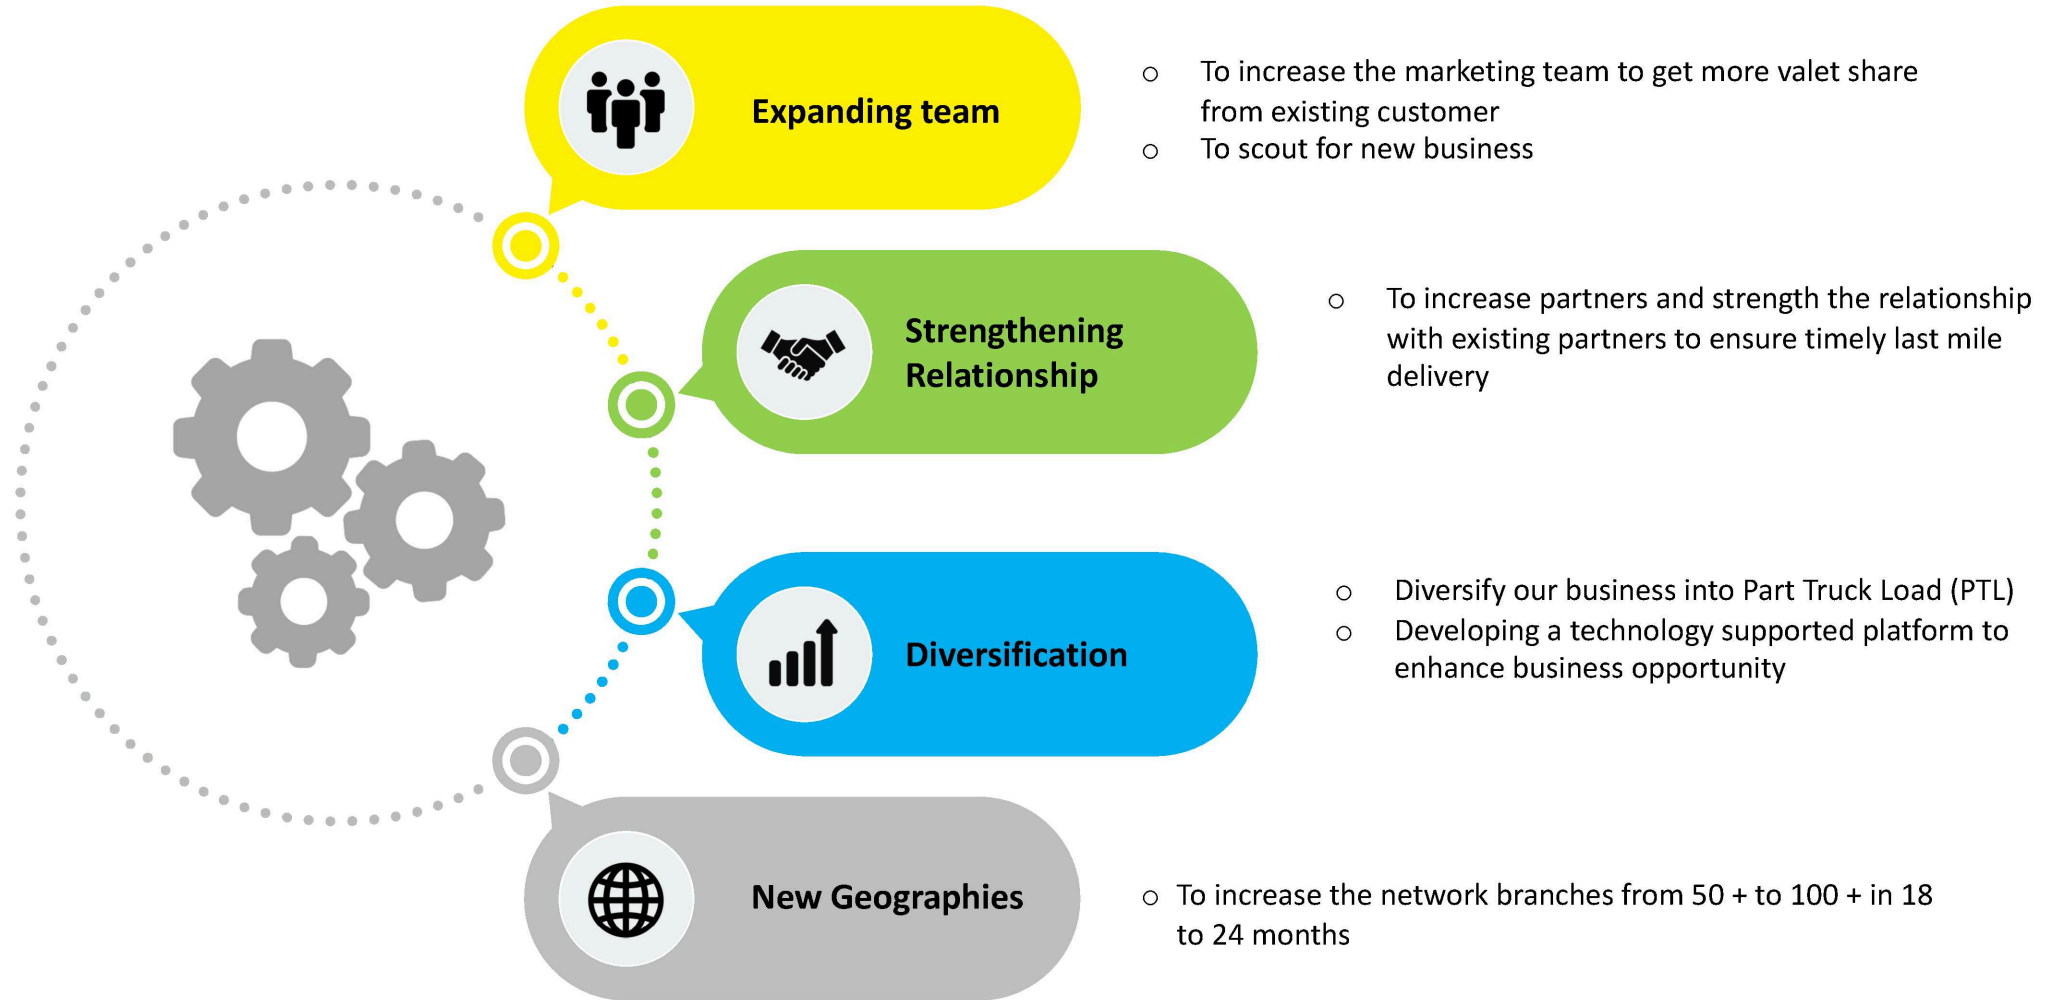 Expanding team
○ To increase the marketing team to get more valet share
from existing customer
○ To scout for new business
Strengthening
Relationship
○ To increase partners and strength the relationship
with existing partners to ensure timely last mile
delivery
Diversification
○ Diversify our business into Part Truck Load (PTL)
○ Developing a technology supported platform to
enhance business opportunity
New Geographies
○ To increase the network branches from 50 + to 100 + in 18
to 24 months